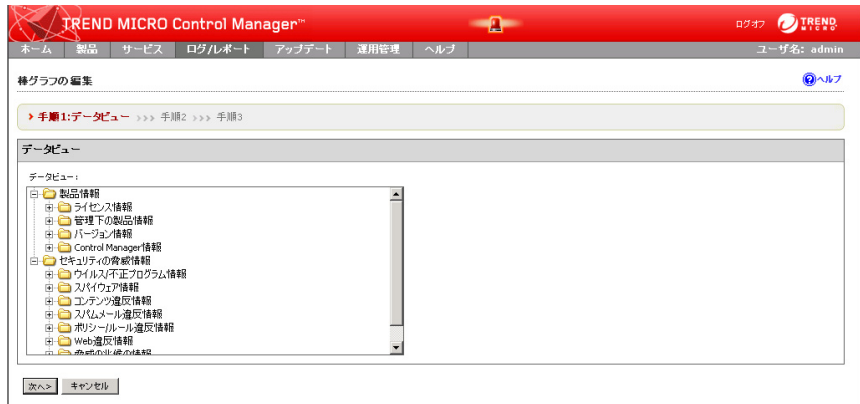 TREND MICRO Control Manager™
ログオフ
TREND MICRO
ホーム 製品 サービス ログ/レポート アップデート 運用管理 ヘルプ ユーザ名: admin
棒グラフの編集
ヘルプ
手順1:データビュー >>> 手順2 >>> 手順3
データビュー
データビュー:
製品情報
ライセンス情報
管理下の製品情報
バージョン情報
Control Manager情報
セキュリティの脅威情報
ウイルス/不正プログラム情報
スパイウェア情報
コンテンツ違反情報
スパムメール違反情報
ポリシー/ルール違反情報
Web違反情報
脅威の兆候の情報
次へ> キャンセル